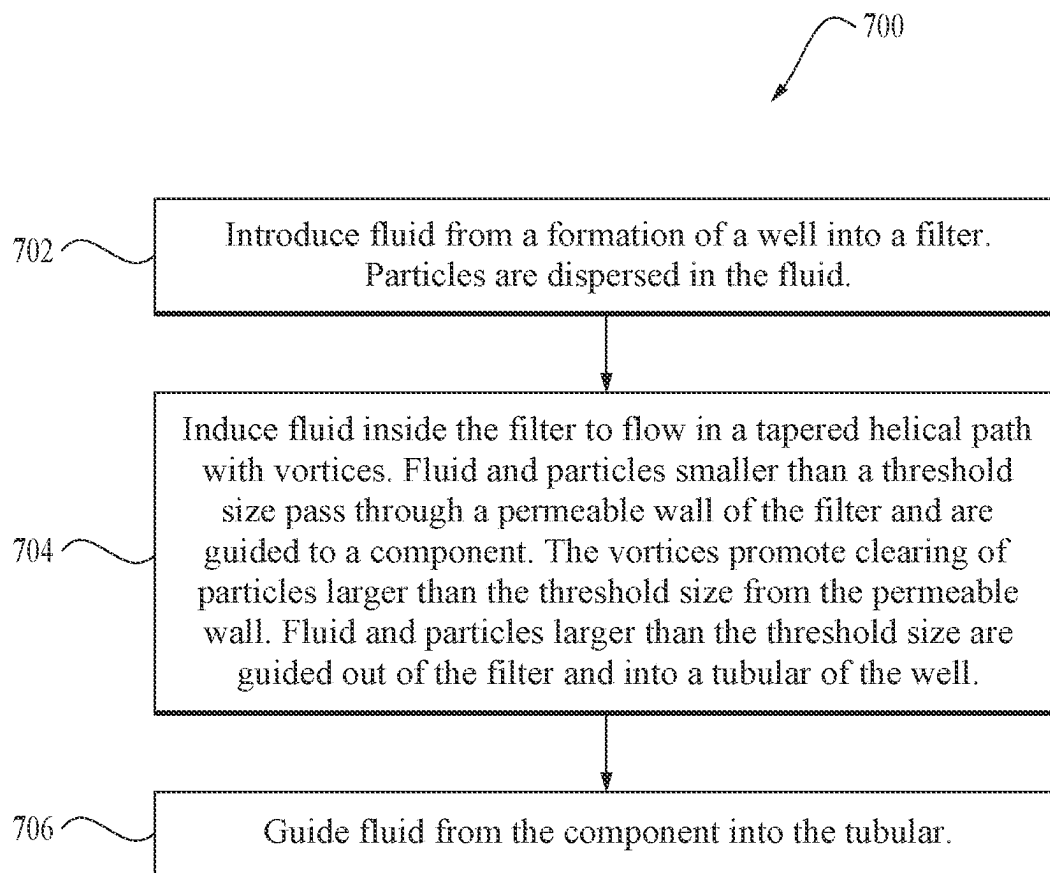 700
702
Introduce fluid from a formation of a well into a filter.
Particles are dispersed in the fluid.
704
Induce fluid inside the filter to flow in a tapered helical path
with vortices. Fluid and particles smaller than a threshold
size pass through a permeable wall of the filter and are
guided to a component. The vortices promote clearing of
particles larger than the threshold size from the permeable
wall. Fluid and particles larger than the threshold size are
guided out of the filter and into a tubular of the well.
706
Guide fluid from the component into the tubular.